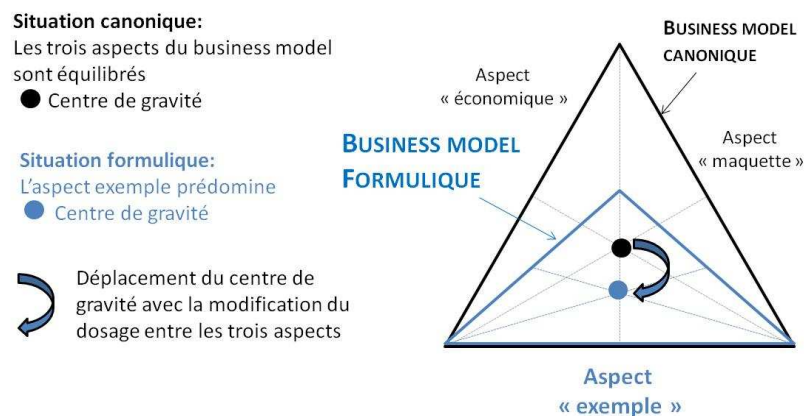 Situation canonique:
Les trois aspects du business model
sont équilibrés
Centre de gravité
Situation formulique:
L'aspect exemple prédomine
Centre de gravité
Déplacement du centre de
gravité avec la modification du
dosage entre les trois aspects
BUSINESS MODEL
CANONIQUE
Aspect
« économique »
Aspect
« maquette »
BUSINESS MODEL
FORMULIQUE
Aspect
« exemple »